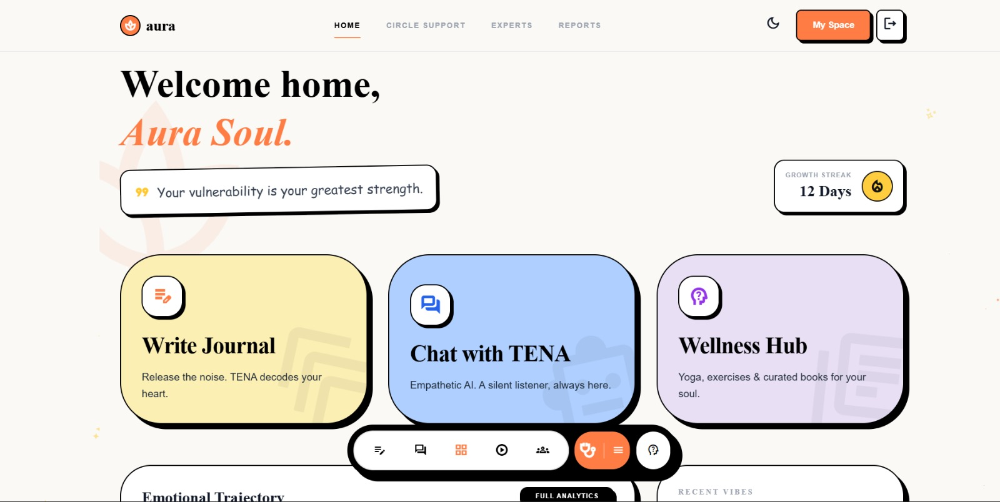 aura
HOME
CIRCLE SUPPORT
EXPERTS
REPORTS
My Space
Welcome home,
Aura Soul.
Your vulnerability is your greatest strength.
GROWTH STREAK
12 Days
Write Journal
Release the noise. TENA decodes your
heart.
Chat with TENA
Empathetic AI. A silent listener, always here.
Wellness Hub
Yoga, exercises & curated books for your
soul.
Emotional Trajectory
FULL ANALYTICS
RECENT VIBES